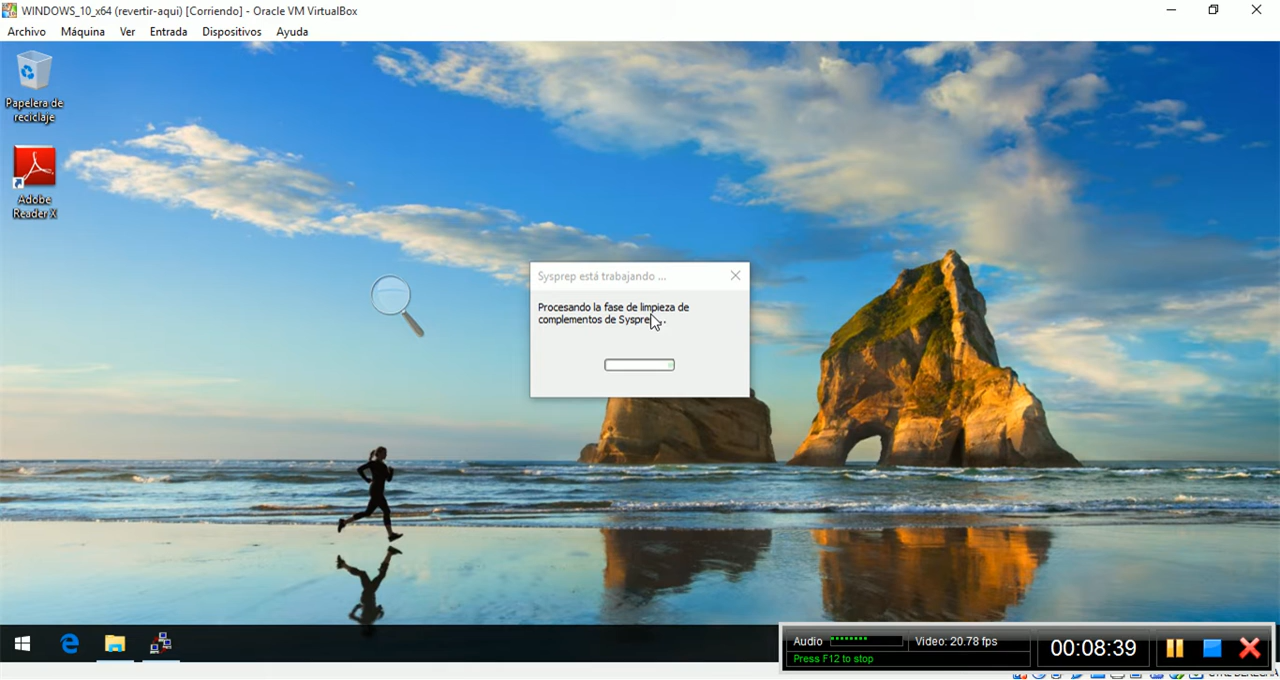 WINDOWS_10_x64 (revertir-aqui) [Corriendo] - Oracle VM VirtualBox
Archivo Máquina Ver Entrada Dispositivos Ayuda
Papelera de
reciclaje
Adobe
Reader X
Sysprep está trabajando ...
Procesando la fase de limpieza de
complementos de Sysprep...
Audio
Video: 20.78 fps
Press F12 to stop
00:08:39